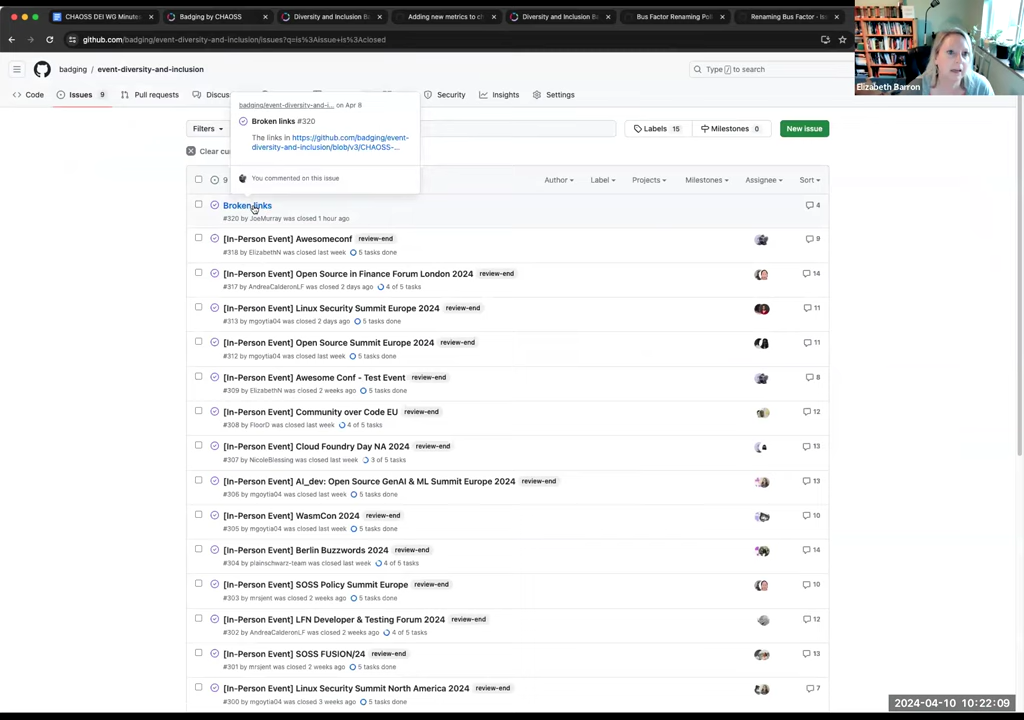 CHAOSS DEI WG Minutes
Badging by CHAOSS
Diversity and Inclusion Ba
Adding new metrics to c
Diversity and Inclusion Ba
Bus Factor Renaming Po
Renaming Bus Factor -
github.com/badging/event-diversity-and-inclusion/issues?q=is%3Aissue+is%3Aclosed
badging / event-diversity-and-inclusion
Type / to search
Elizabeth Barron
Code
Issues 9
Pull requests
Discus
Security
Insights
Settings
badging/event-diversity-and-i... on Apr 8
Broken links #320
The links in https://github.com/badging/event-
diversity-and-inclusion/blob/v3/CHAOSS-...
You commented on this issue
Filters
Labels 15
Milestones 0
New issue
Clear cu
9
Author
Label
Projects
Milestones
Assignee
Sort
Broken links
4
#320 by JoeMurray was closed 1 hour ago
[In-Person Event] Awesomeconf review-end
9
#318 by ElizabethN was closed last week 5 tasks done
[In-Person Event] Open Source in Finance Forum London 2024 review-end
14
#317 by AndreaCalderonLF was closed 2 days ago 4 of 5 tasks
[In-Person Event] Linux Security Summit Europe 2024 review-end
11
#313 by mgoytia04 was closed 2 days ago 5 tasks done
[In-Person Event] Open Source Summit Europe 2024 review-end
11
#312 by mgoytia04 was closed last week 5 tasks done
[In-Person Event] Awesome Conf - Test Event review-end
8
#309 by ElizabethN was closed 2 weeks ago 5 tasks done
[In-Person Event] Community over Code EU review-end
12
#308 by FloorD was closed last week 4 of 5 tasks
[In-Person Event] Cloud Foundry Day NA 2024 review-end
13
#307 by NicoleBlessing was closed last week 3 of 5 tasks
[In-Person Event] AI_dev: Open Source GenAI & ML Summit Europe 2024 review-end
13
#306 by mgoytia04 was closed last week 5 tasks done
[In-Person Event] WasmCon 2024 review-end
10
#305 by mgoytia04 was closed last week 5 tasks done
[In-Person Event] Berlin Buzzwords 2024 review-end
14
#304 by plainschwarz-team was closed last week 4 of 5 tasks
[In-Person Event] SOSS Policy Summit Europe review-end
10
#303 by mrsjent was closed 2 weeks ago 5 tasks done
[In-Person Event] LFN Developer & Testing Forum 2024 review-end
12
#302 by AndreaCalderonLF was closed 2 weeks ago 4 of 5 tasks
[In-Person Event] SOSS FUSION/24 review-end
13
#301 by mrsjent was closed 2 weeks ago 5 tasks done
[In-Person Event] Linux Security Summit North America 2024 review-end
7
#300 by mgoytia04 was closed 3 weeks ago 5 tasks done
2024-04-10 10:22:09